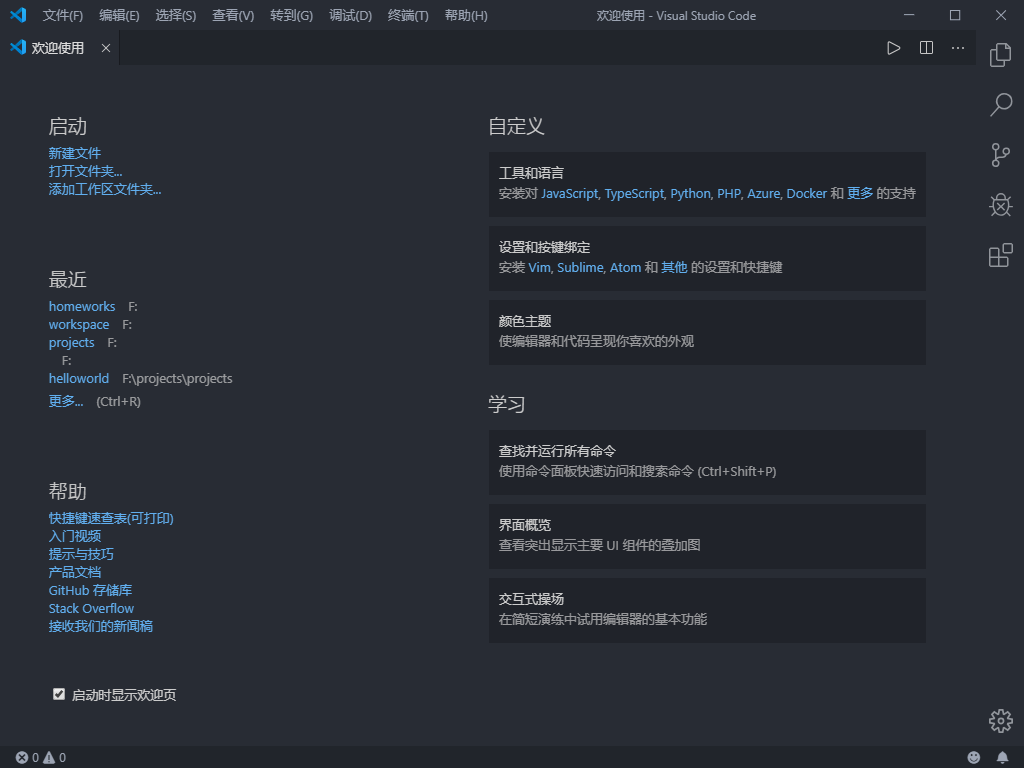 文件(F) 编辑(E) 选择(S) 查看(V) 转到(G) 调试(D) 终端(T) 帮助(H) 欢迎使用 - Visual Studio Code
欢迎使用
启动
新建文件
打开文件夹...
添加工作区文件夹...
最近
homeworks F:
workspace F:
projects F:
F:
helloworld F:\projects\projects
更多... (Ctrl+R)
帮助
快捷键速查表(可打印)
入门视频
提示与技巧
产品文档
GitHub 存储库
Stack Overflow
接收我们的新闻稿
启动时显示欢迎页
自定义
工具和语言
安装对 JavaScript, TypeScript, Python, PHP, Azure, Docker 和 更多 的支持
设置和按键绑定
安装 Vim, Sublime, Atom 和 其他 的设置和快捷键
颜色主题
使编辑器和代码呈现你喜欢的外观
学习
查找并运行所有命令
使用命令面板快速访问和搜索命令 (Ctrl+Shift+P)
界面概览
查看突出显示主要 UI 组件的叠加图
交互式操场
在简短演练中试用编辑器的基本功能
0 0